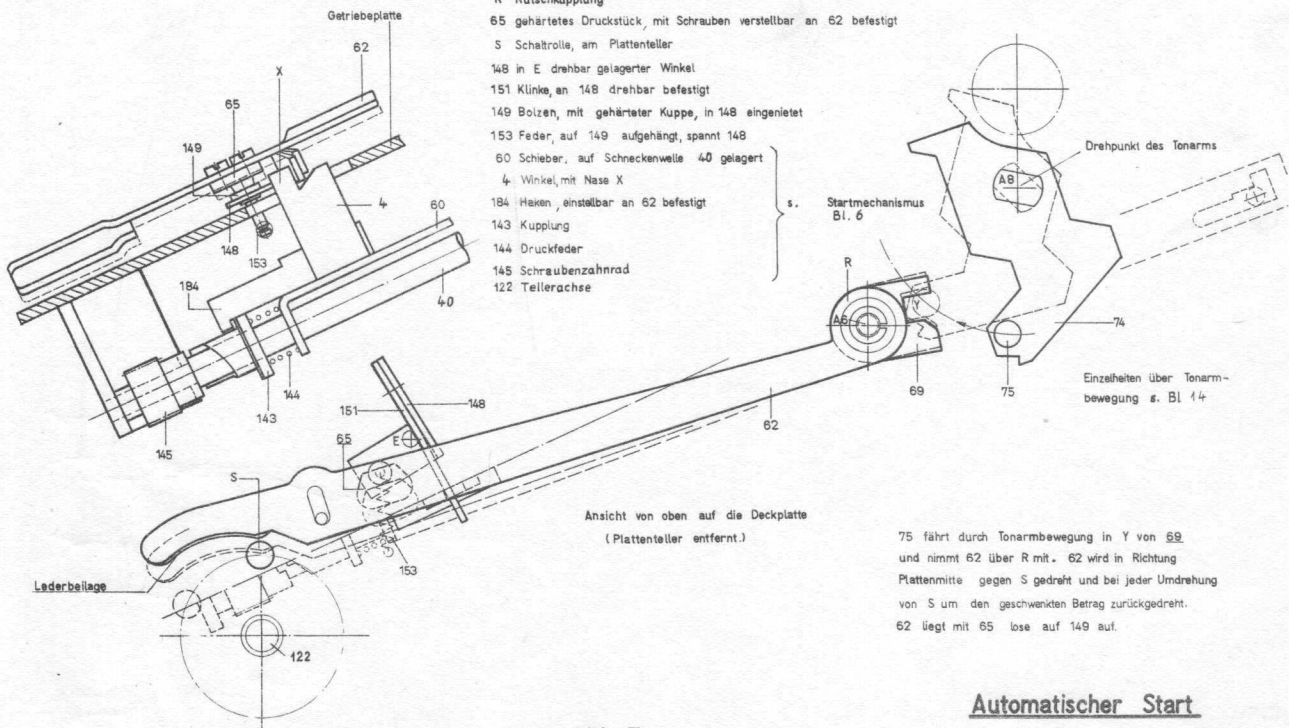 R Rutschkupplung
65 gehärtetes Druckstück, mit Schrauben verstellbar an 62 befestigt
S Schaltrolle, am Plattenteller
148 in E drehbar gelagerter Winkel
151 Klinke, an 148 drehbar befestigt
149 Bolzen, mit gehärteter Kuppe, in 148 eingenietet
153 Feder, auf 149 aufgehängt, spannt 148
60 Schieber, auf Schneckenwelle 40 gelagert
4 Winkel, mit Nase X
184 Haken, einstellbar an 62 befestigt
143 Kupplung
144 Druckfeder
145 Schraubenzahnrad
122 Tellerachse
s. Startmechanismus
Bl. 6
Getriebeplatte
62
X
65
149
4
60
148
153
184
40
143
144
145
Drehpunkt des Tonarms
A8
R
A6
Y
74
69
75
62
Einzelheiten über Tonarm-
bewegung s. Bl 14
151
148
65
E
S
153
Lederbeilage
122
Ansicht von oben auf die Deckplatte
(Plattenteller entfernt.)
75 fährt durch Tonarmbewegung in Y von 69
und nimmt 62 über R mit. 62 wird in Richtung
Plattenmitte gegen S gedreht und bei jeder Umdrehung
von S um den geschwenkten Betrag zurückgedreht.
62 liegt mit 65 lose auf 149 auf.
Automatischer Start